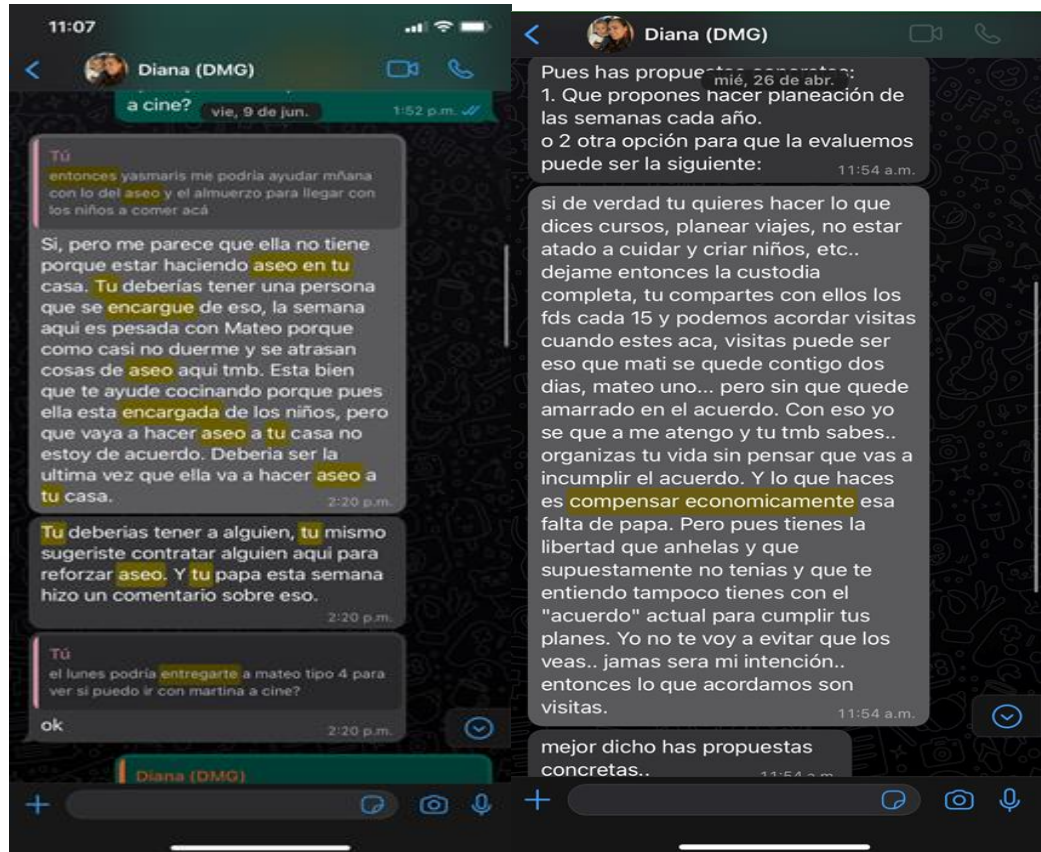 11:07
Diana (DMG)
a cine?
vie, 9 de jun.
1:52 p.m.
Tú
entonces yasmaris me podria ayudar mñana
con lo del aseo y el almuerzo para llegar con
los niños a comer acá
Si, pero me parece que ella no tiene
porque estar haciendo aseo en tu
casa. Tu deberías tener una persona
que se encargue de eso, la semana
aqui es pesada con Mateo porque
como casi no duerme y se atrasan
cosas de aseo aqui tmb. Esta bien
que te ayude cocinando porque pues
ella esta encargada de los niños, pero
que vaya a hacer aseo a tu casa no
estoy de acuerdo. Deberia ser la
ultima vez que ella va a hacer aseo a
tu casa.
2:20 p.m.
Tu deberias tener a alguien, tu mismo
sugeriste contratar alguien aqui para
reforzar aseo. Y tu papa esta semana
hizo un comentario sobre eso.
2:20 p.m.
Tú
el lunes podría entregarte a mateo tipo 4 para
ver si puedo ir con martina a cine?
ok
2:20 p.m.
Diana (DMG)
Diana (DMG)
Pues has propuestas concretas:
mié, 26 de abr.
1. Que propones hacer planeación de
las semanas cada año.
o 2 otra opción para que la evaluemos
puede ser la siguiente:
11:54 a.m.
si de verdad tu quieres hacer lo que
dices cursos, planear viajes, no estar
atado a cuidar y criar niños, etc..
dejame entonces la custodia
completa, tu compartes con ellos los
fds cada 15 y podemos acordar visitas
cuando estes aca, visitas puede ser
eso que mati se quede contigo dos
dias, mateo uno... pero sin que quede
amarrado en el acuerdo. Con eso yo
se que a me atengo y tu tmb sabes..
organizas tu vida sin pensar que vas a
incumplir el acuerdo. Y lo que haces
es compensar economicamente esa
falta de papa. Pero pues tienes la
libertad que anhelas y que
supuestamente no tenias y que te
entiendo tampoco tienes con el
"acuerdo" actual para cumplir tus
planes. Yo no te voy a evitar que los
veas.. jamas sera mi intención..
entonces lo que acordamos son
visitas.
11:54 a.m.
mejor dicho has propuestas
concretas..
11:54 a.m.